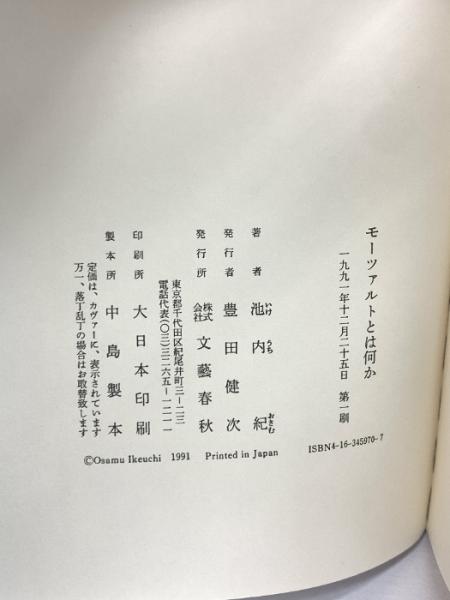 モーツァルトとは何か
一九九一年十二月二十五日　第一刷
著者　池内　紀
いけ　うち　おさむ
発行者　豊田健次
発行所　株式会社　文藝春秋
東京都千代田区紀尾井町三−二三
電話代表（〇三）三二六五−一二一一
印刷所　大日本印刷
製本所　中島製本
定価は、カヴァーに、表示されています
万一、落丁乱丁の場合はお取替致します
ISBN4-16-345970-7
©Osamu Ikeuchi 1991 Printed in Japan